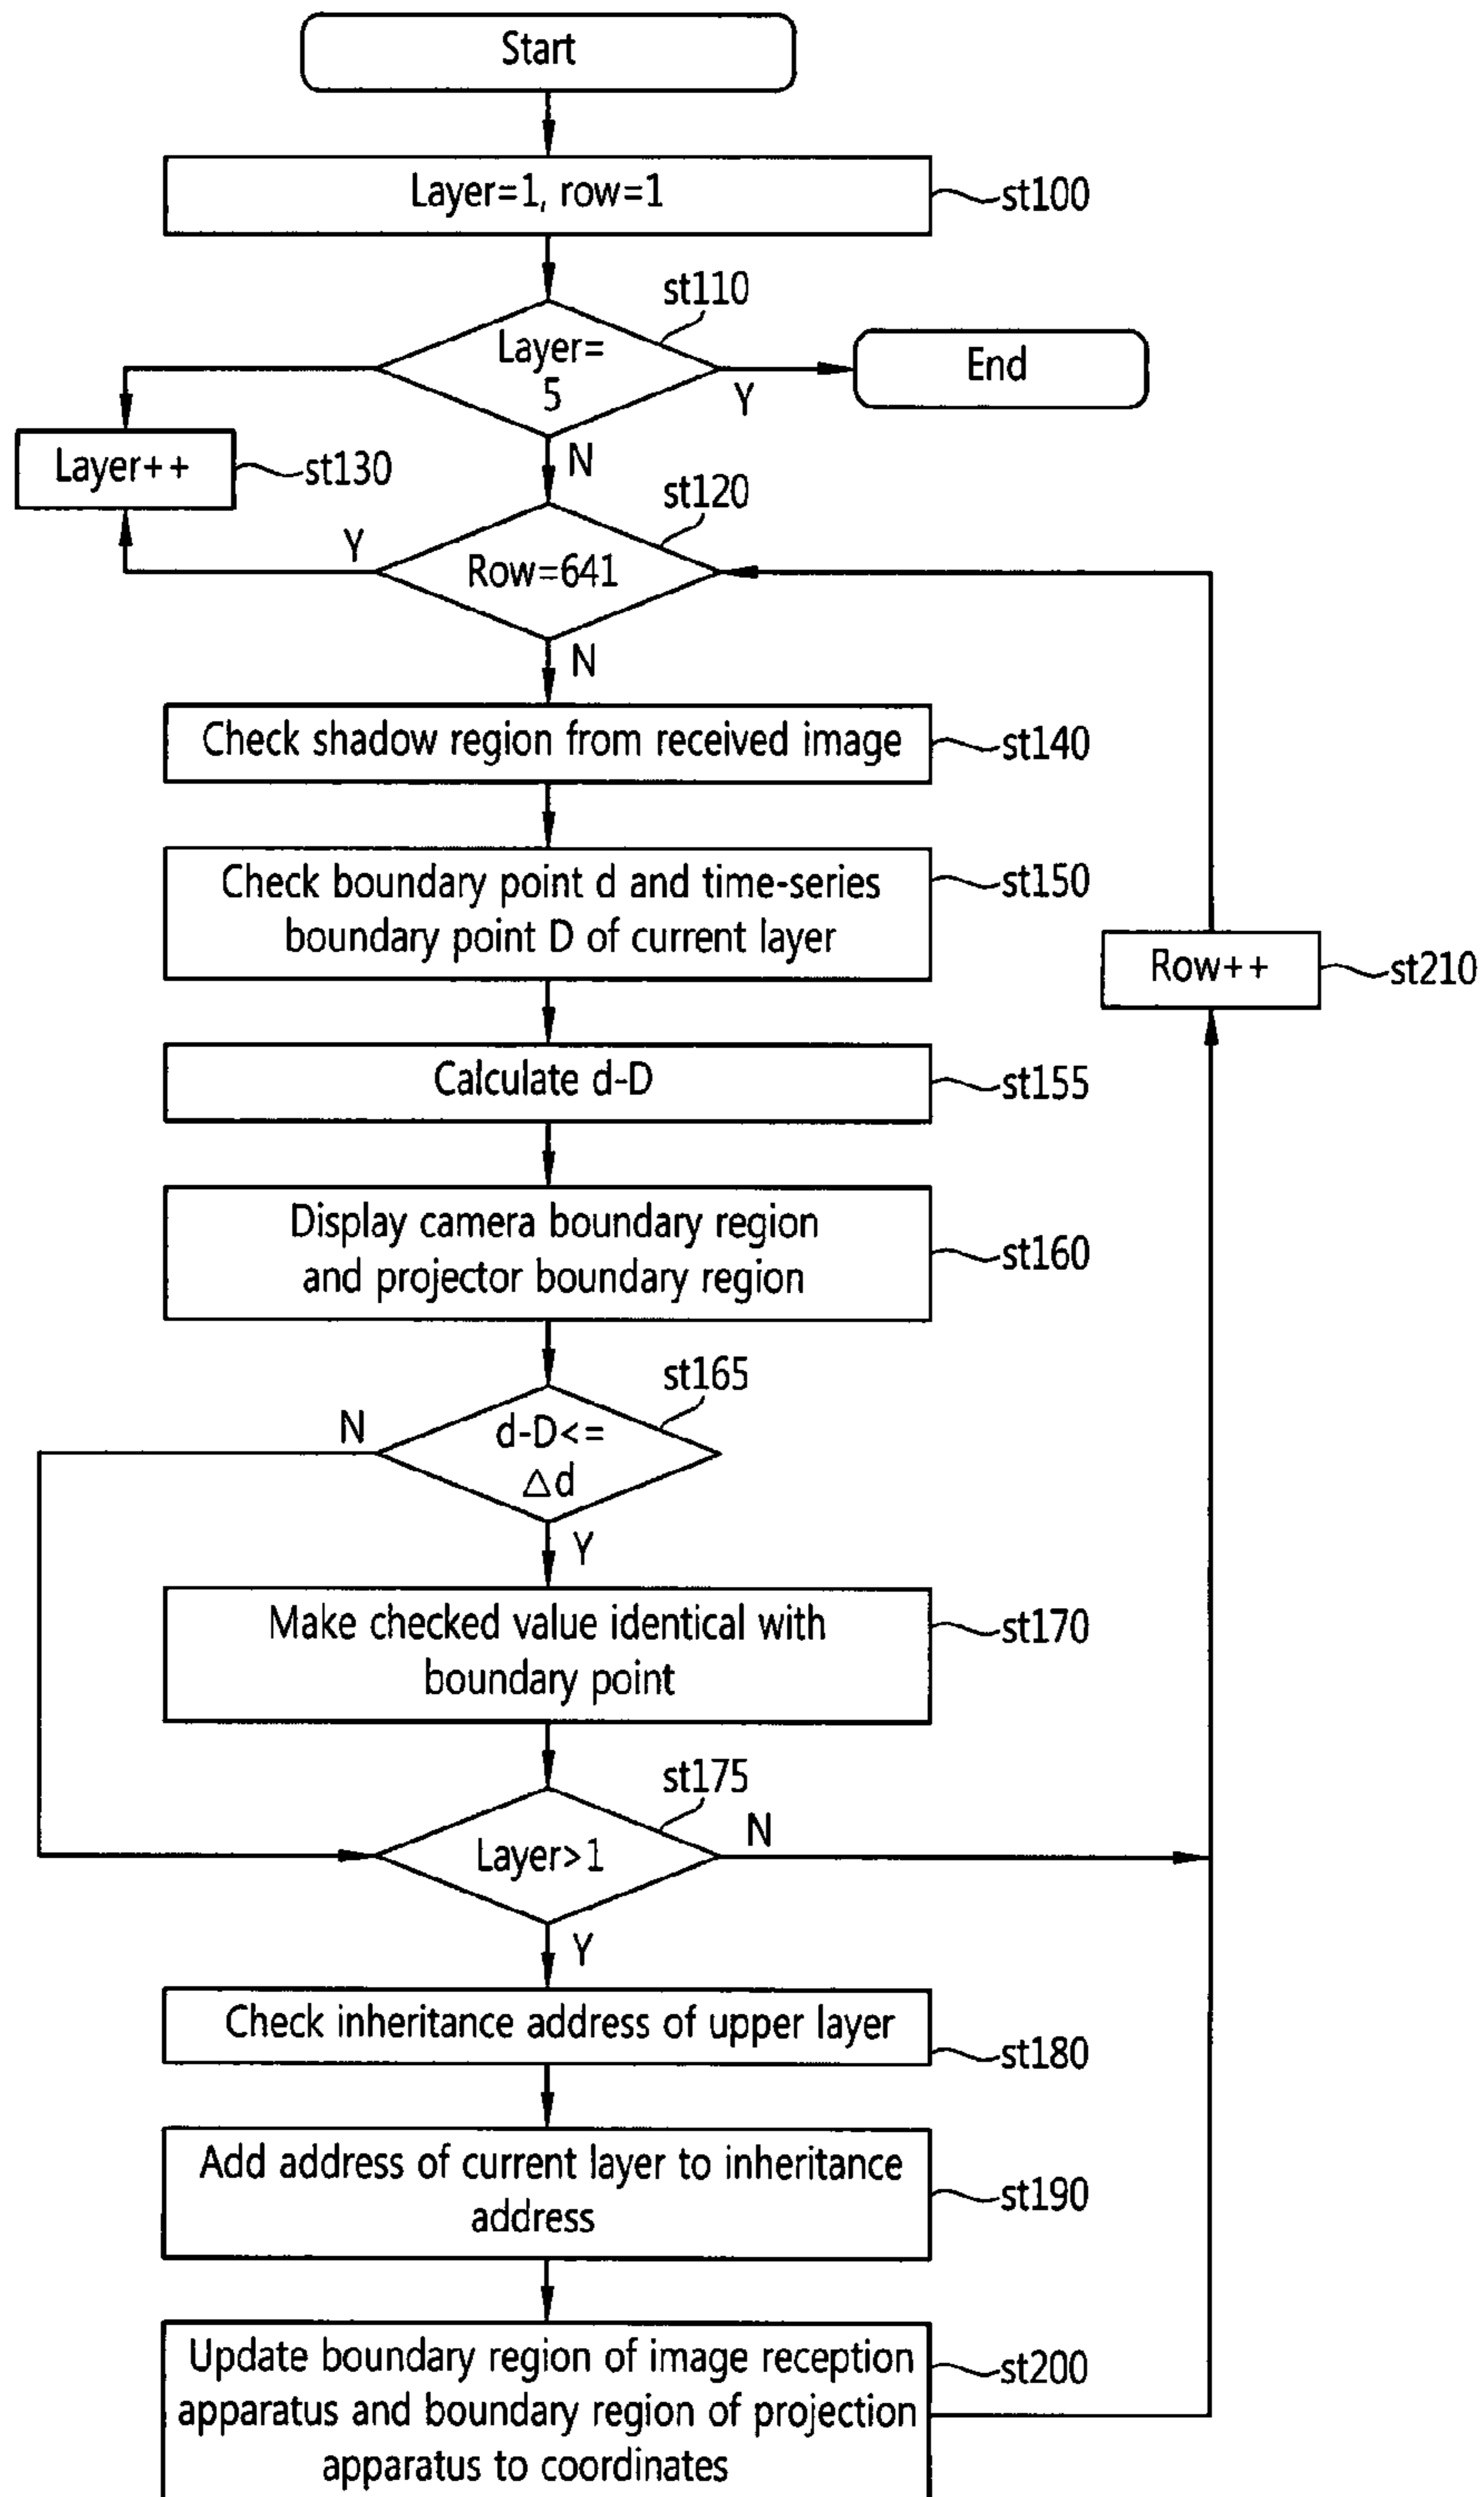 Start
Layer=1, row=1
st100
st110
Layer=
5
Y
End
N
Layer++
st130
st120
Y
Row=641
N
Check shadow region from received image
st140
Check boundary point d and time-series
boundary point D of current layer
st150
Row++
st210
Calculate d-D
st155
Display camera boundary region
and projector boundary region
st160
st165
N
d-D<=
△d
Y
Make checked value identical with
boundary point
st170
st175
N
Layer>1
Y
Check inheritance address of upper layer
st180
Add address of current layer to inheritance
address
st190
Update boundary region of image reception
apparatus and boundary region of projection
apparatus to coordinates
st200